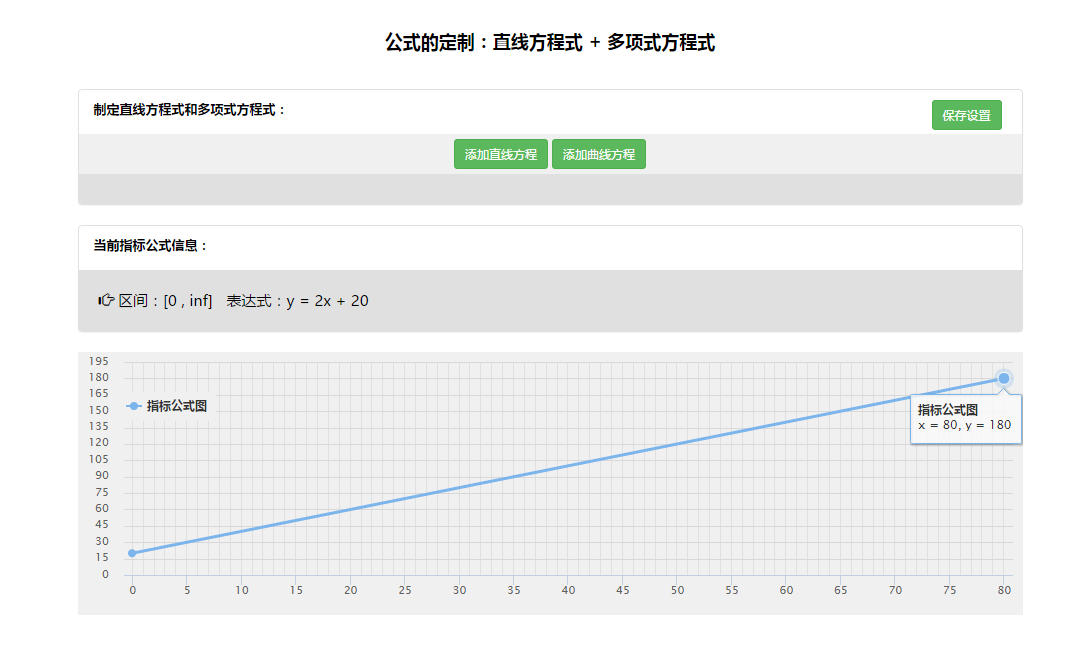 公式的定制：直线方程式 + 多项式方程式
制定直线方程式和多项式方程式：
保存设置
添加直线方程 添加曲线方程
当前指标公式信息：
区间：[0 , inf] 表达式：y = 2x + 20
195
180
165
150
135
120
105
90
75
60
45
30
15
0
指标公式图
指标公式图
x = 80, y = 180
0 5 10 15 20 25 30 35 40 45 50 55 60 65 70 75 80